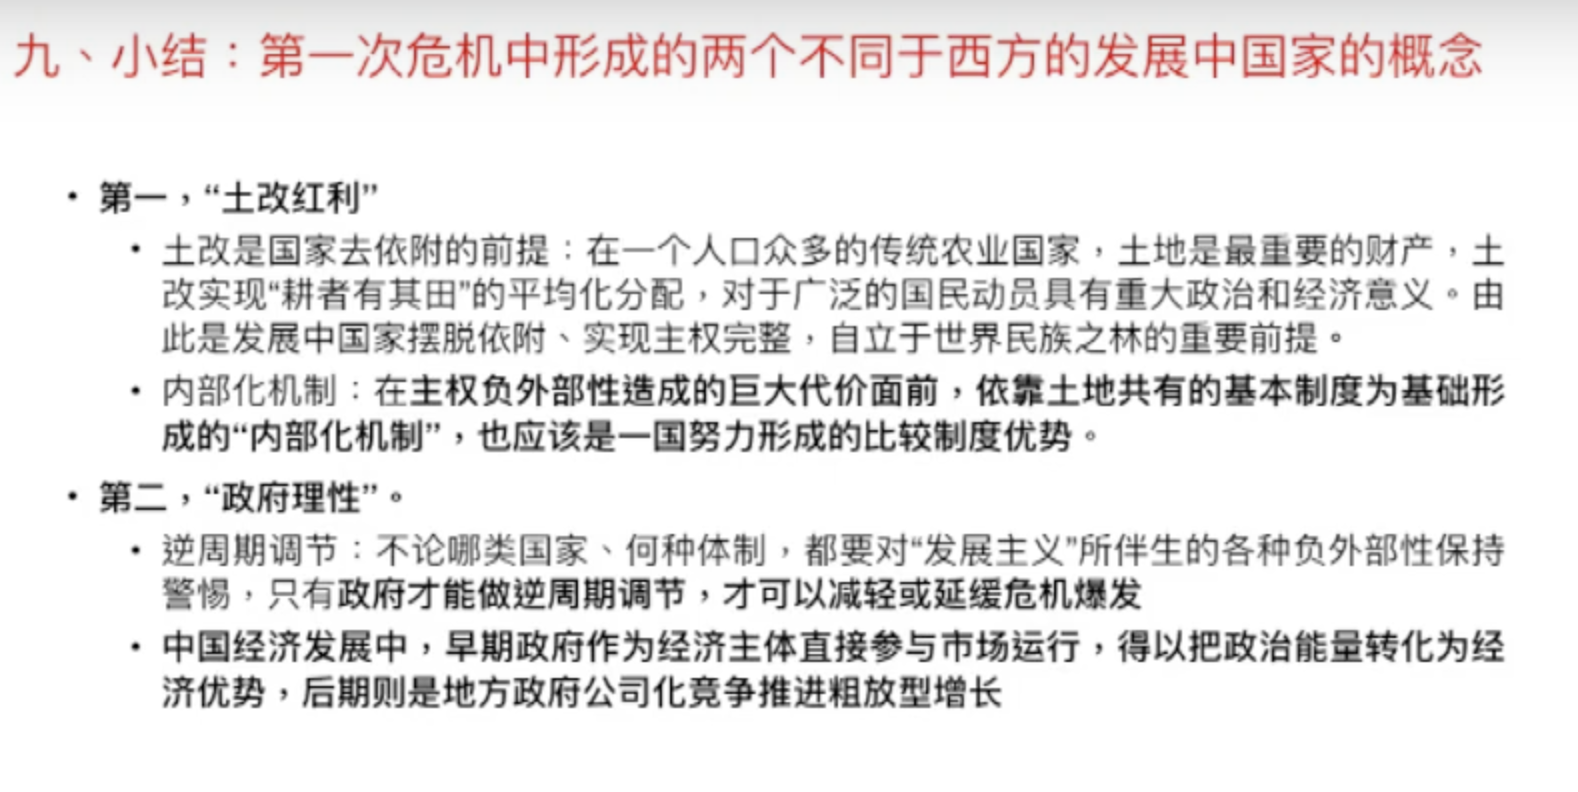 九、小结：第一次危机中形成的两个不同于西方的发展中国家的概念
• 第一，“土改红利”
• 土改是国家去依附的前提：在一个人口众多的传统农业国家，土地是最重要的财产，土
改实现“耕者有其田”的平均化分配，对于广泛的国民动员具有重大政治和经济意义。由
此是发展中国家摆脱依附、实现主权完整，自立于世界民族之林的重要前提。
• 内部化机制：在主权负外部性造成的巨大代价面前，依靠土地共有的基本制度为基础形
成的“内部化机制”，也应该是一国努力形成的比较制度优势。
• 第二，“政府理性”。
• 逆周期调节：不论哪类国家、何种体制，都要对“发展主义”所伴生的各种负外部性保持
警惕，只有政府才能做逆周期调节，才可以减轻或延缓危机爆发
• 中国经济发展中，早期政府作为经济主体直接参与市场运行，得以把政治能量转化为经
济优势，后期则是地方政府公司化竞争推进粗放型增长